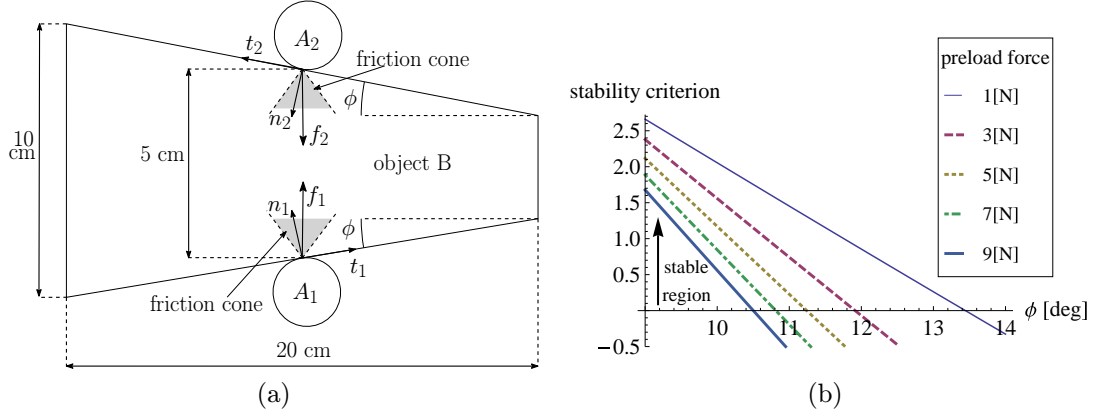 A₂
t₂
friction cone
ϕ
n₂
f₂
10
cm
5 cm
object B
f₁
n₁
ϕ
t₁
friction cone
A₁
20 cm
(a)
stability criterion
2.5
2.0
1.5
1.0
0.5
−0.5
stable
region
10 11 12 13 14
ϕ [deg]
preload force
1[N]
3[N]
5[N]
7[N]
9[N]
(b)